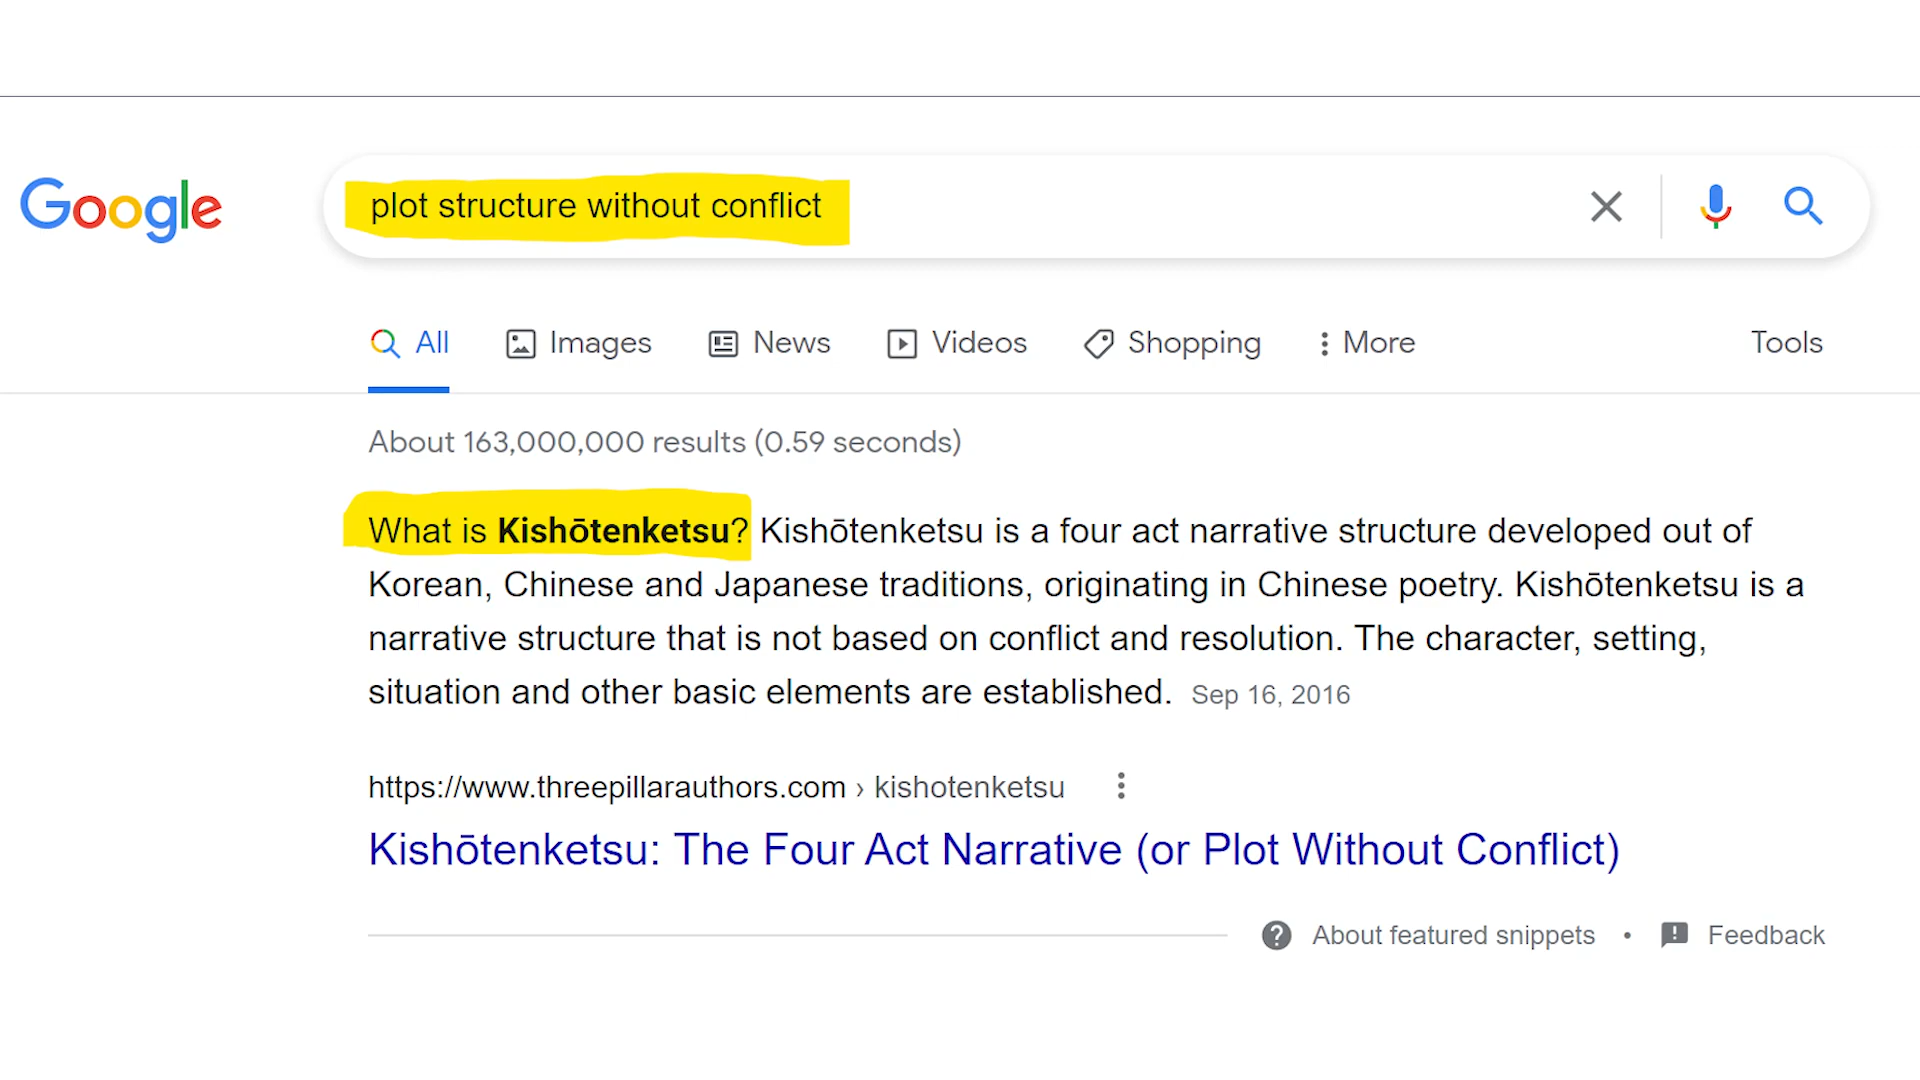 Google
plot structure without conflict
All Images News Videos Shopping More Tools
About 163,000,000 results (0.59 seconds)
What is Kishōtenketsu? Kishōtenketsu is a four act narrative structure developed out of
Korean, Chinese and Japanese traditions, originating in Chinese poetry. Kishōtenketsu is a
narrative structure that is not based on conflict and resolution. The character, setting,
situation and other basic elements are established. Sep 16, 2016
https://www.threepillarauthors.com › kishotenketsu
Kishōtenketsu: The Four Act Narrative (or Plot Without Conflict)
About featured snippets • Feedback